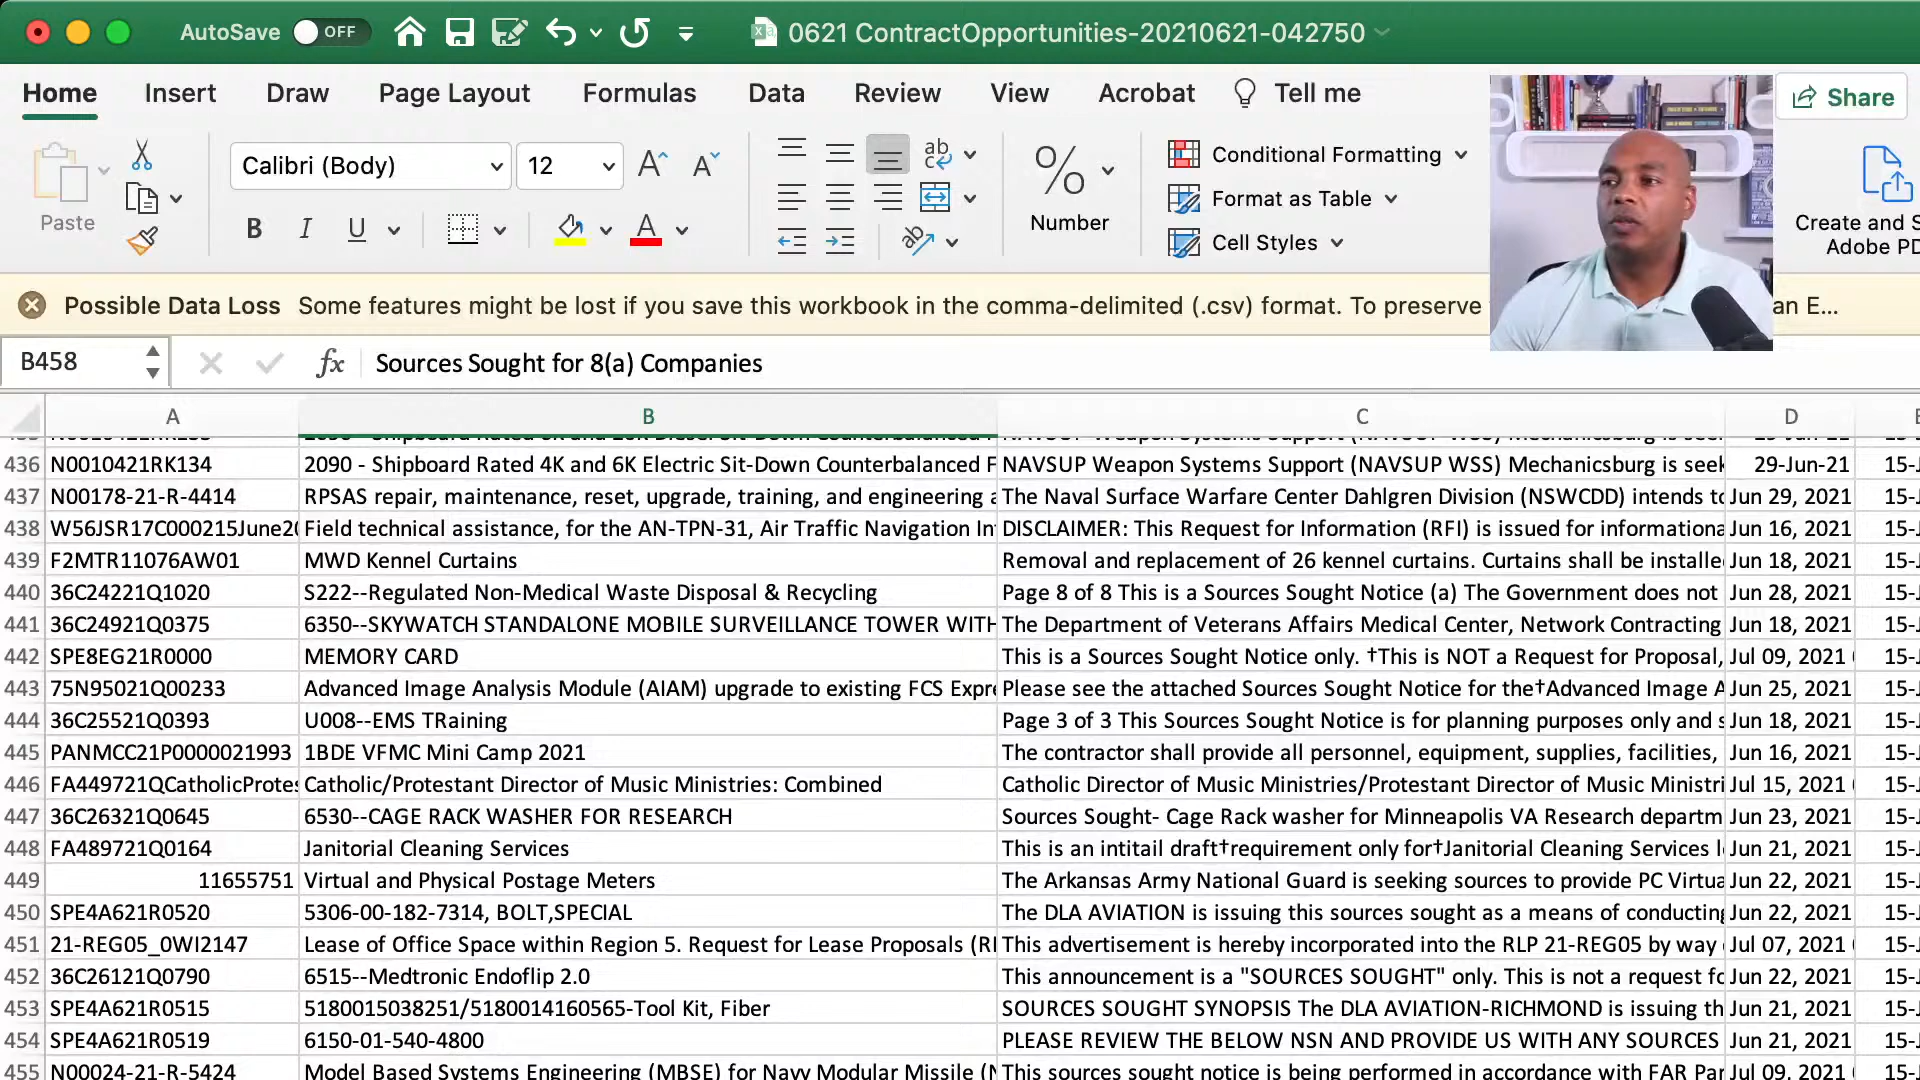 AutoSave OFF 0621 ContractOpportunities-20210621-042750
Home Insert Draw Page Layout Formulas Data Review View Acrobat Tell me Share
Paste Calibri (Body) 12 Conditional Formatting
Number Format as Table
Cell Styles
Create and S
Adobe PD
Possible Data Loss Some features might be lost if you save this workbook in the comma-delimited (.csv) format. To preserve an E...
B458 fx Sources Sought for 8(a) Companies
A B C D
436 N0010421RK134 2090 - Shipboard Rated 4K and 6K Electric Sit-Down Counterbalanced F NAVSUP Weapon Systems Support (NAVSUP WSS) Mechanicsburg is seek 29-Jun-21 15-J
437 N00178-21-R-4414 RPSAS repair, maintenance, reset, upgrade, training, and engineering a The Naval Surface Warfare Center Dahlgren Division (NSWCDD) intends to Jun 29, 2021 15-J
438 W56JSR17C000215June20 Field technical assistance, for the AN-TPN-31, Air Traffic Navigation In DISCLAIMER: This Request for Information (RFI) is issued for informationa Jun 16, 2021 15-J
439 F2MTR11076AW01 MWD Kennel Curtains Removal and replacement of 26 kennel curtains. Curtains shall be installe Jun 18, 2021 15-J
440 36C24221Q1020 S222--Regulated Non-Medical Waste Disposal & Recycling Page 8 of 8 This is a Sources Sought Notice (a) The Government does not Jun 28, 2021 15-J
441 36C24921Q0375 6350--SKYWATCH STANDALONE MOBILE SURVEILLANCE TOWER WITH The Department of Veterans Affairs Medical Center, Network Contracting Jun 18, 2021 15-J
442 SPE8EG21R0000 MEMORY CARD This is a Sources Sought Notice only. †This is NOT a Request for Proposal, Jul 09, 2021 15-J
443 75N95021Q00233 Advanced Image Analysis Module (AIAM) upgrade to existing FCS Expre Please see the attached Sources Sought Notice for the†Advanced Image A Jun 25, 2021 15-J
444 36C25521Q0393 U008--EMS TRaining Page 3 of 3 This Sources Sought Notice is for planning purposes only and s Jun 18, 2021 15-J
445 PANMCC21P0000021993 1BDE VFMC Mini Camp 2021 The contractor shall provide all personnel, equipment, supplies, facilities, Jun 16, 2021 15-J
446 FA449721QCatholicProtes Catholic/Protestant Director of Music Ministries: Combined Catholic Director of Music Ministries/Protestant Director of Music Ministri Jul 15, 2021 15-J
447 36C26321Q0645 6530--CAGE RACK WASHER FOR RESEARCH Sources Sought- Cage Rack washer for Minneapolis VA Research departm Jun 23, 2021 15-J
448 FA489721Q0164 Janitorial Cleaning Services This is an intitail draft†requirement only for†Janitorial Cleaning Services l Jun 21, 2021 15-J
449 11655751 Virtual and Physical Postage Meters The Arkansas Army National Guard is seeking sources to provide PC Virtua Jun 22, 2021 15-J
450 SPE4A621R0520 5306-00-182-7314, BOLT,SPECIAL The DLA AVIATION is issuing this sources sought as a means of conducting Jun 22, 2021 15-J
451 21-REG05_0WI2147 Lease of Office Space within Region 5. Request for Lease Proposals (R This advertisement is hereby incorporated into the RLP 21-REG05 by way Jul 07, 2021 15-J
452 36C26121Q0790 6515--Medtronic Endoflip 2.0 This announcement is a "SOURCES SOUGHT" only. This is not a request fo Jun 22, 2021 15-J
453 SPE4A621R0515 5180015038251/5180014160565-Tool Kit, Fiber SOURCES SOUGHT SYNOPSIS The DLA AVIATION-RICHMOND is issuing th Jun 21, 2021 15-J
454 SPE4A621R0519 6150-01-540-4800 PLEASE REVIEW THE BELOW NSN AND PROVIDE US WITH ANY SOURCES Jun 21, 2021 15-J
455 N00024-21-R-5424 Model Based Systems Engineering (MBSE) for Navy Modular Missile (N This sources sought notice is being performed in accordance with FAR Par Jul 09, 2021 15-J